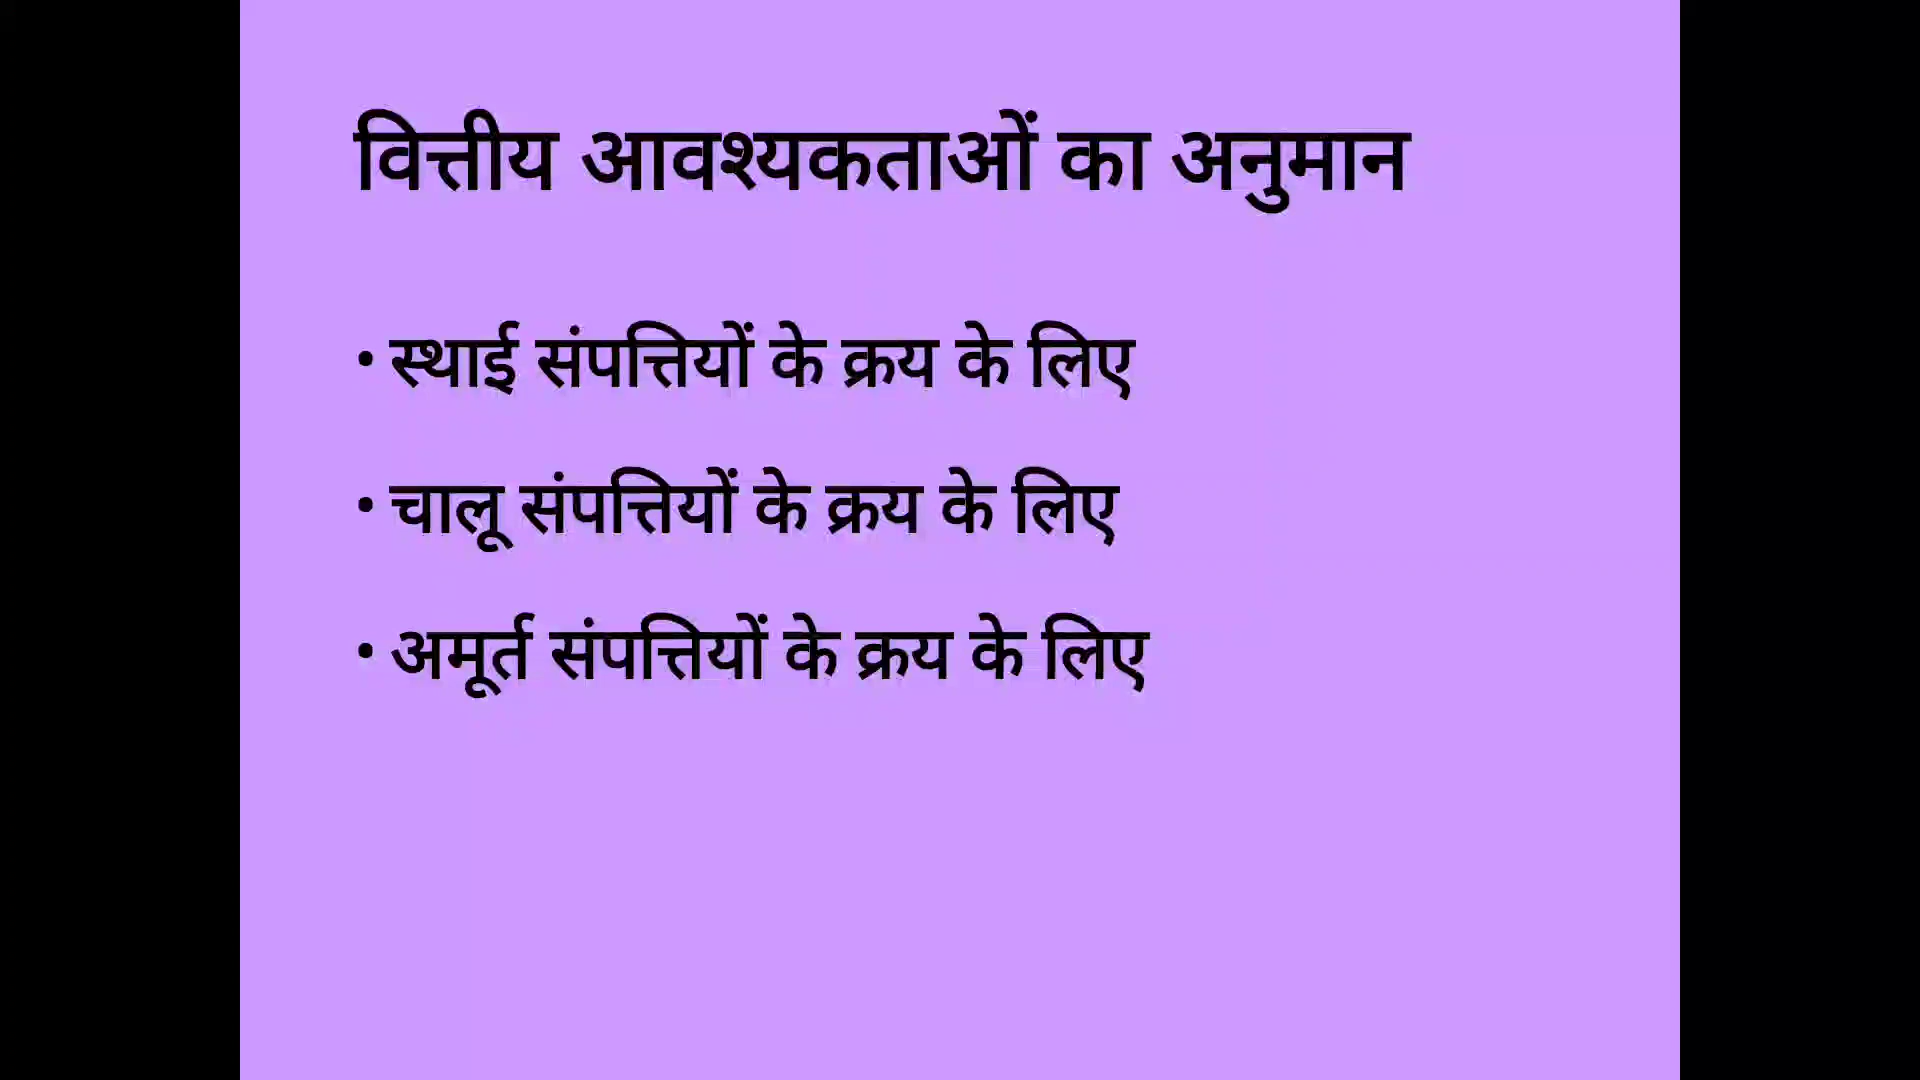 वित्तीय आवश्यकताओं का अनुमान
• स्थाई संपत्तियों के क्रय के लिए
• चालू संपत्तियों के क्रय के लिए
• अमूर्त संपत्तियों के क्रय के लिए